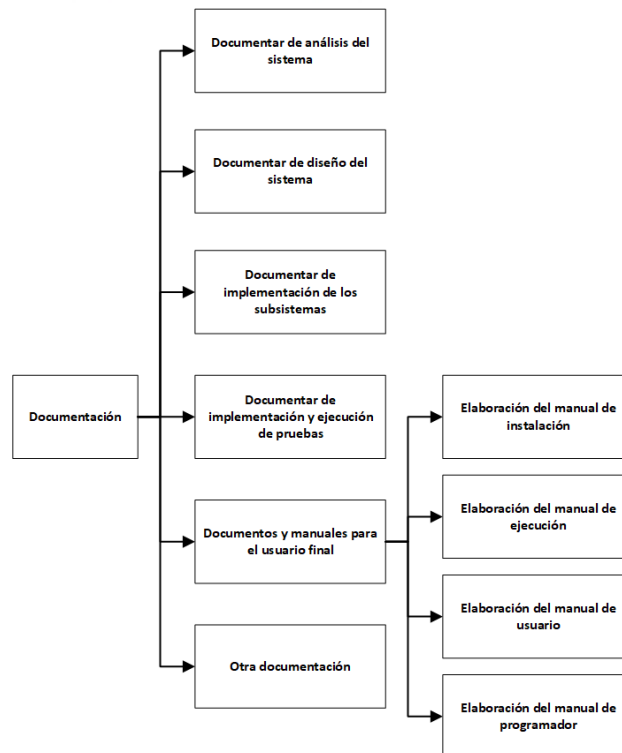 Documentar de análisis del
sistema
Documentar de diseño del
sistema
Documentar de
implementación de los
subsistemas
Documentación
Documentar de
implementación y ejecución
de pruebas
Elaboración del manual de
instalación
Documentos y manuales para
el usuario final
Elaboración del manual de
ejecución
Elaboración del manual de
usuario
Otra documentación
Elaboración del manual de
programador